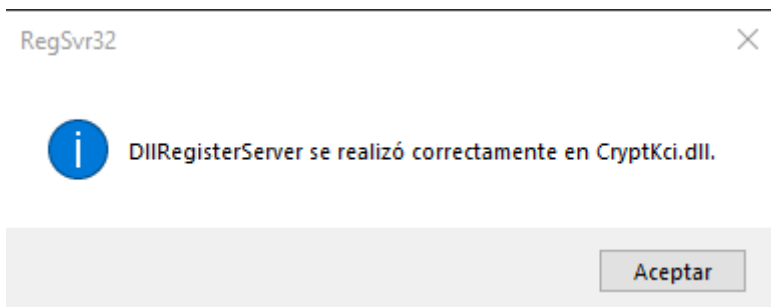 RegSvr32
DllRegisterServer se realizó correctamente en CryptKci.dll.
Aceptar